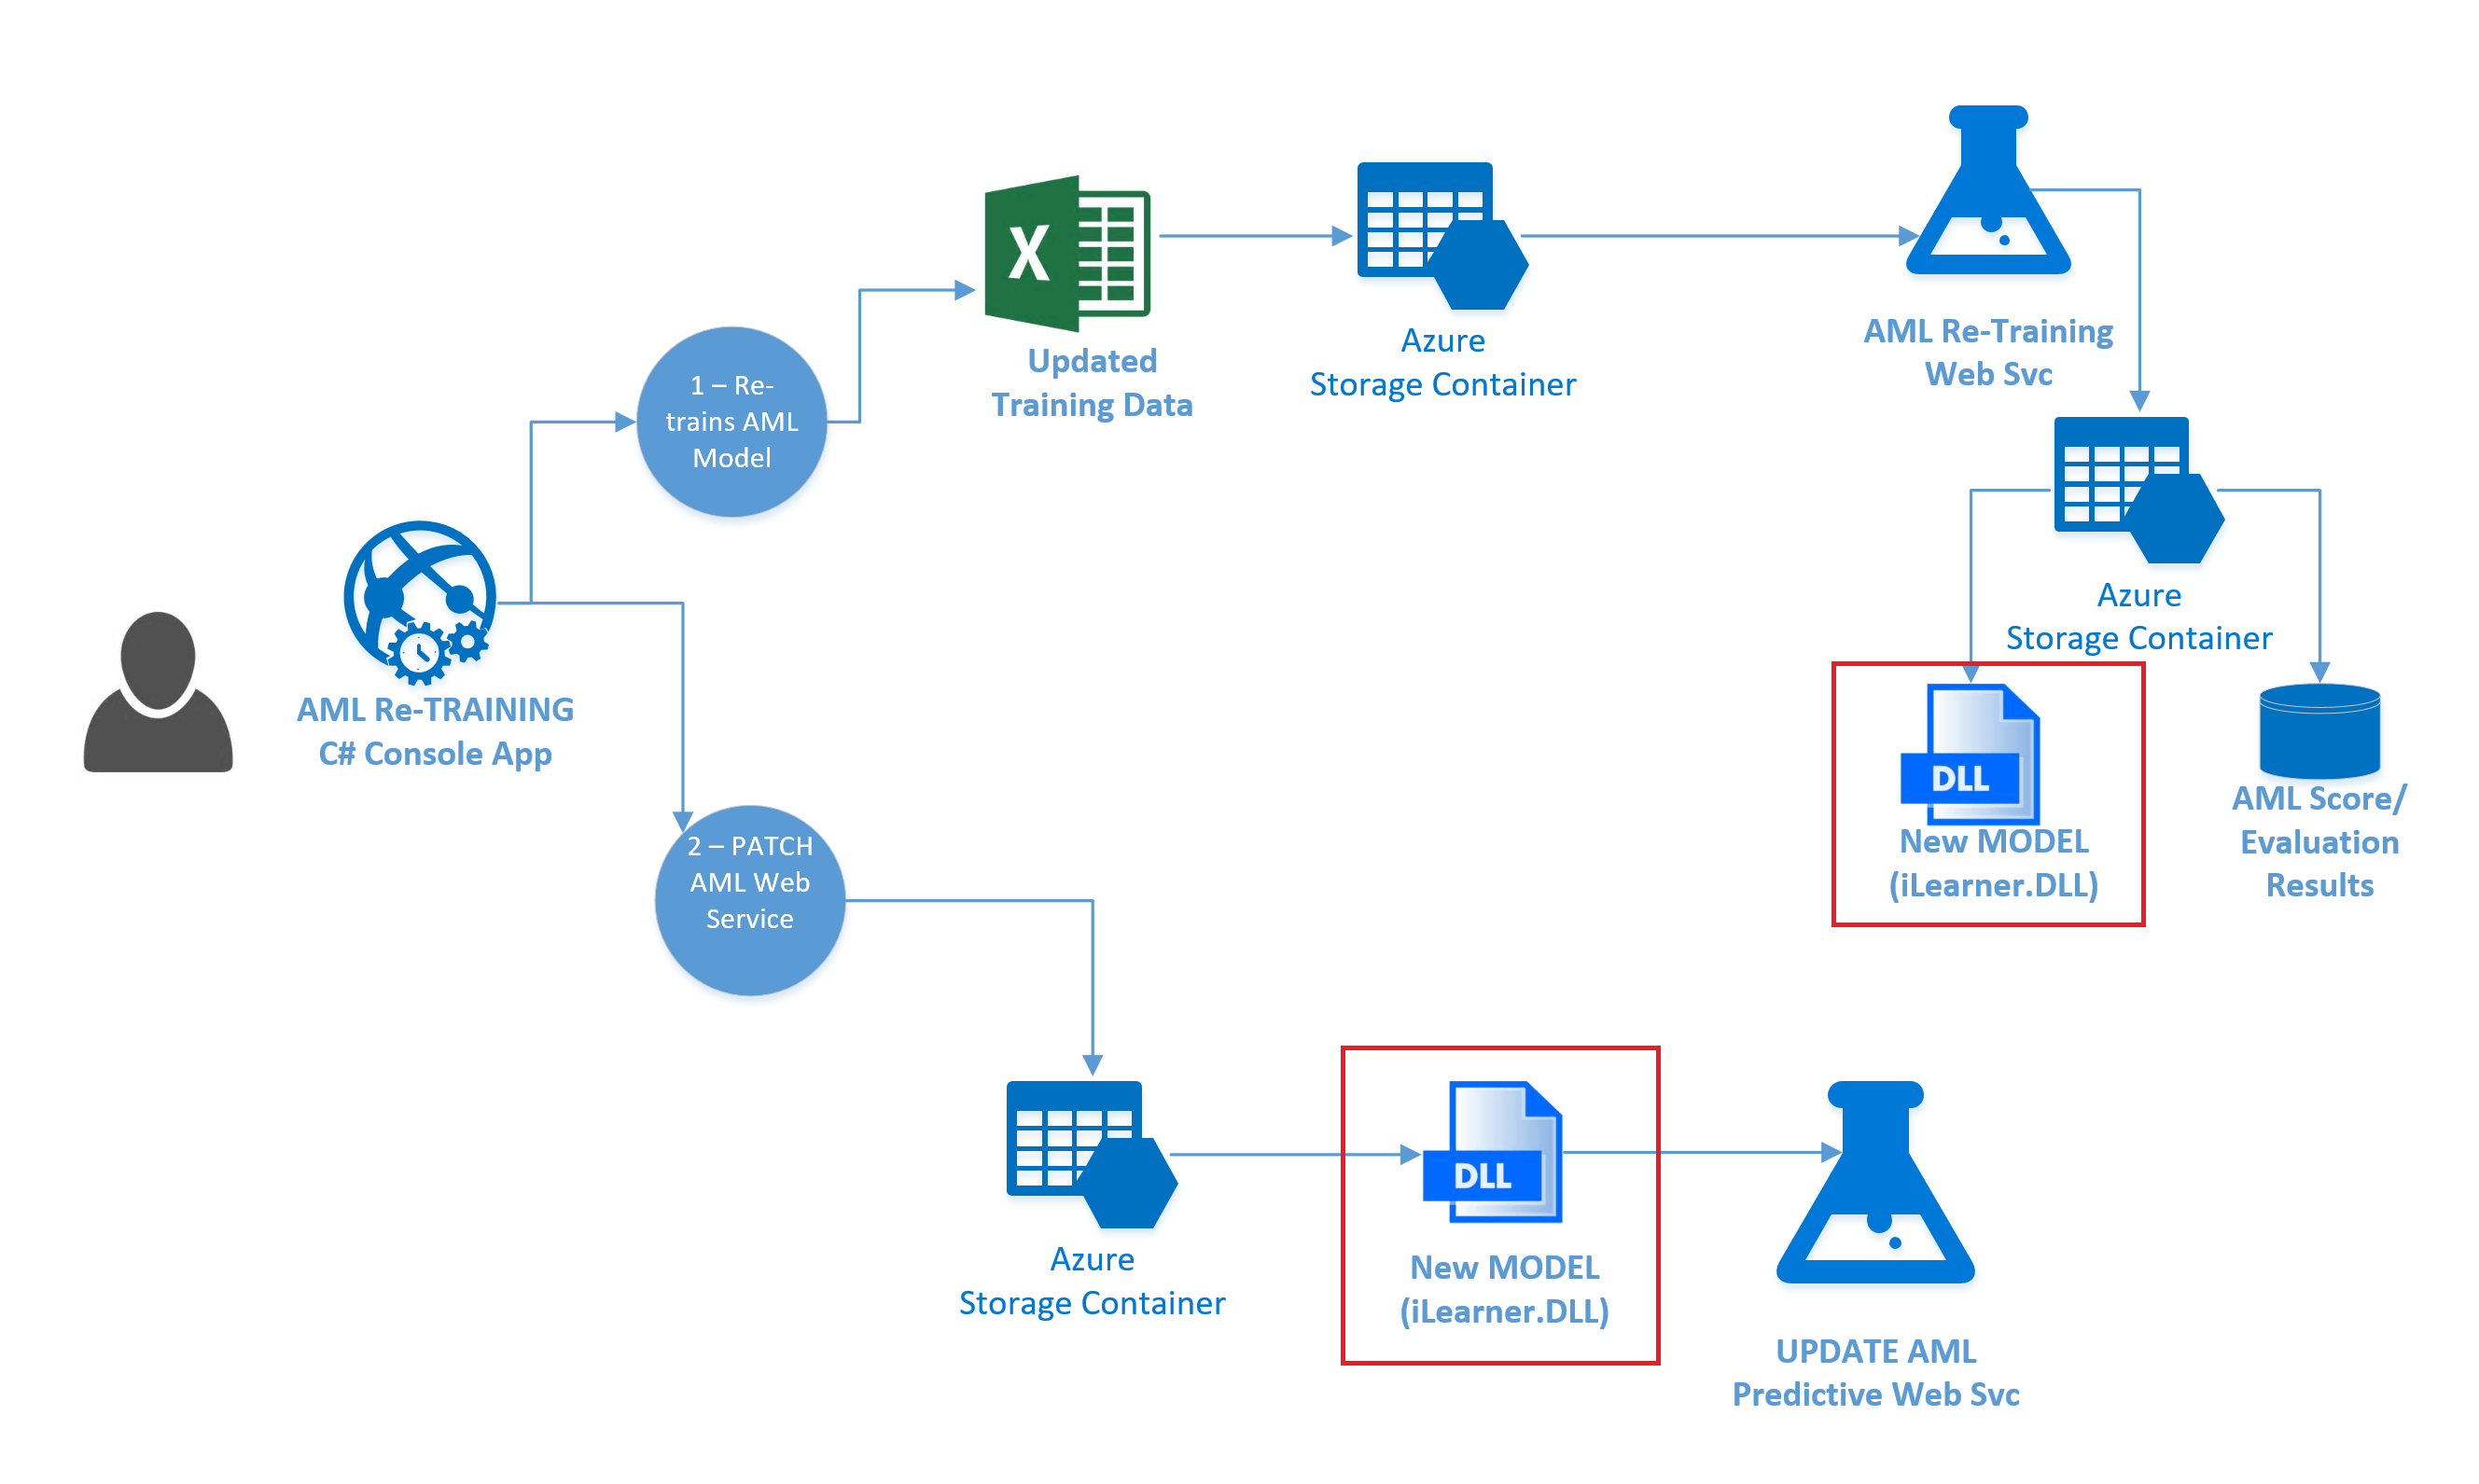 X
Updated
Training Data
Azure
Storage Container
AML Re-Training
Web Svc
1 – Re-
trains AML
Model
Azure
Storage Container
AML Re-TRAINING
C# Console App
DLL
New MODEL
(iLearner.DLL)
AML Score/
Evaluation
Results
2 – PATCH
AML Web
Service
Azure
Storage Container
DLL
New MODEL
(iLearner.DLL)
UPDATE AML
Predictive Web Svc